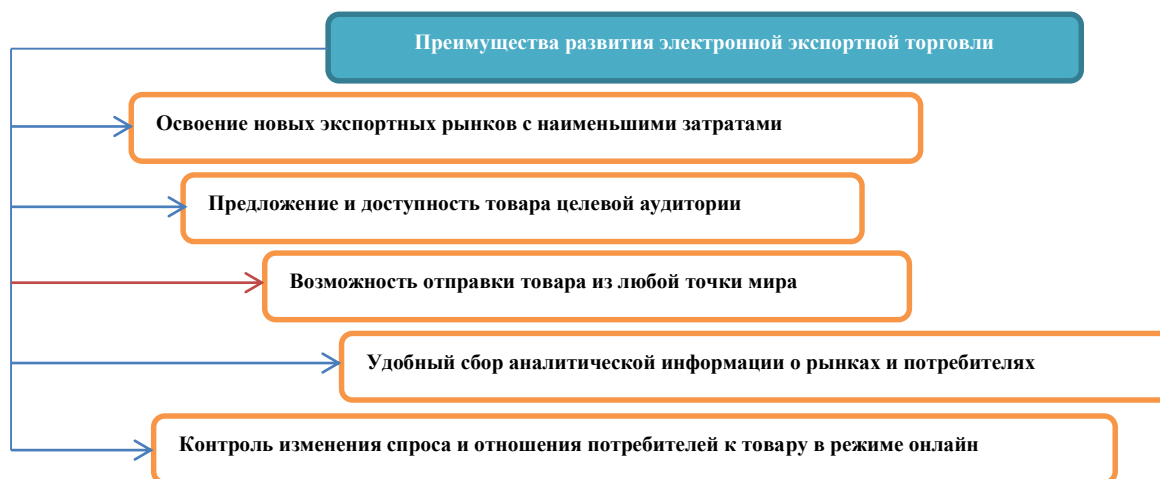 Преимущества развития электронной экспортной торговли
Освоение новых экспортных рынков с наименьшими затратами
Предложение и доступность товара целевой аудитории
Возможность отправки товара из любой точки мира
Удобный сбор аналитической информации о рынках и потребителях
Контроль изменения спроса и отношения потребителей к товару в режиме онлайн